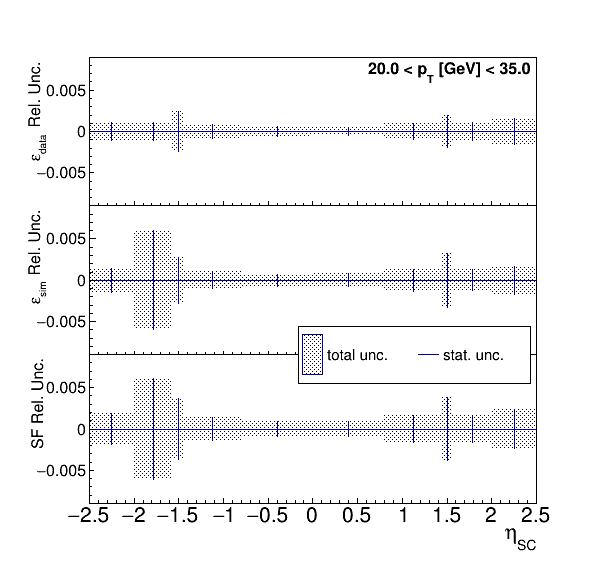 20.0 < p_T [GeV] < 35.0
ε_data Rel. Unc.
0.005
0
−0.005
ε_sim Rel. Unc.
0.005
0
−0.005
total unc. stat. unc.
SF Rel. Unc.
0.005
0
−0.005
−2.5 −2 −1.5 −1 −0.5 0 0.5 1 1.5 2 2.5
η_SC